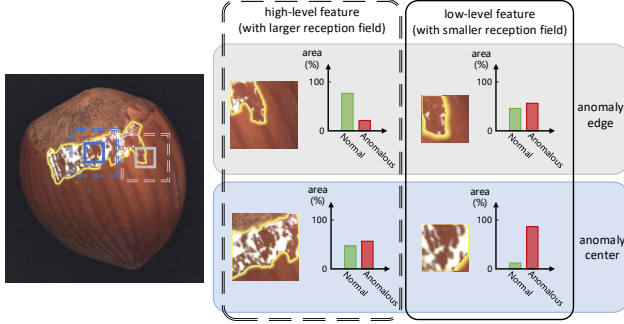 high-level feature
(with larger reception field)
low-level feature
(with smaller reception field)
area
(%)
100
0
Normal
Anomalous
area
(%)
100
0
Normal
Anomalous
anomaly
edge
area
(%)
100
0
Normal
Anomalous
area
(%)
100
0
Normal
Anomalous
anomaly
center